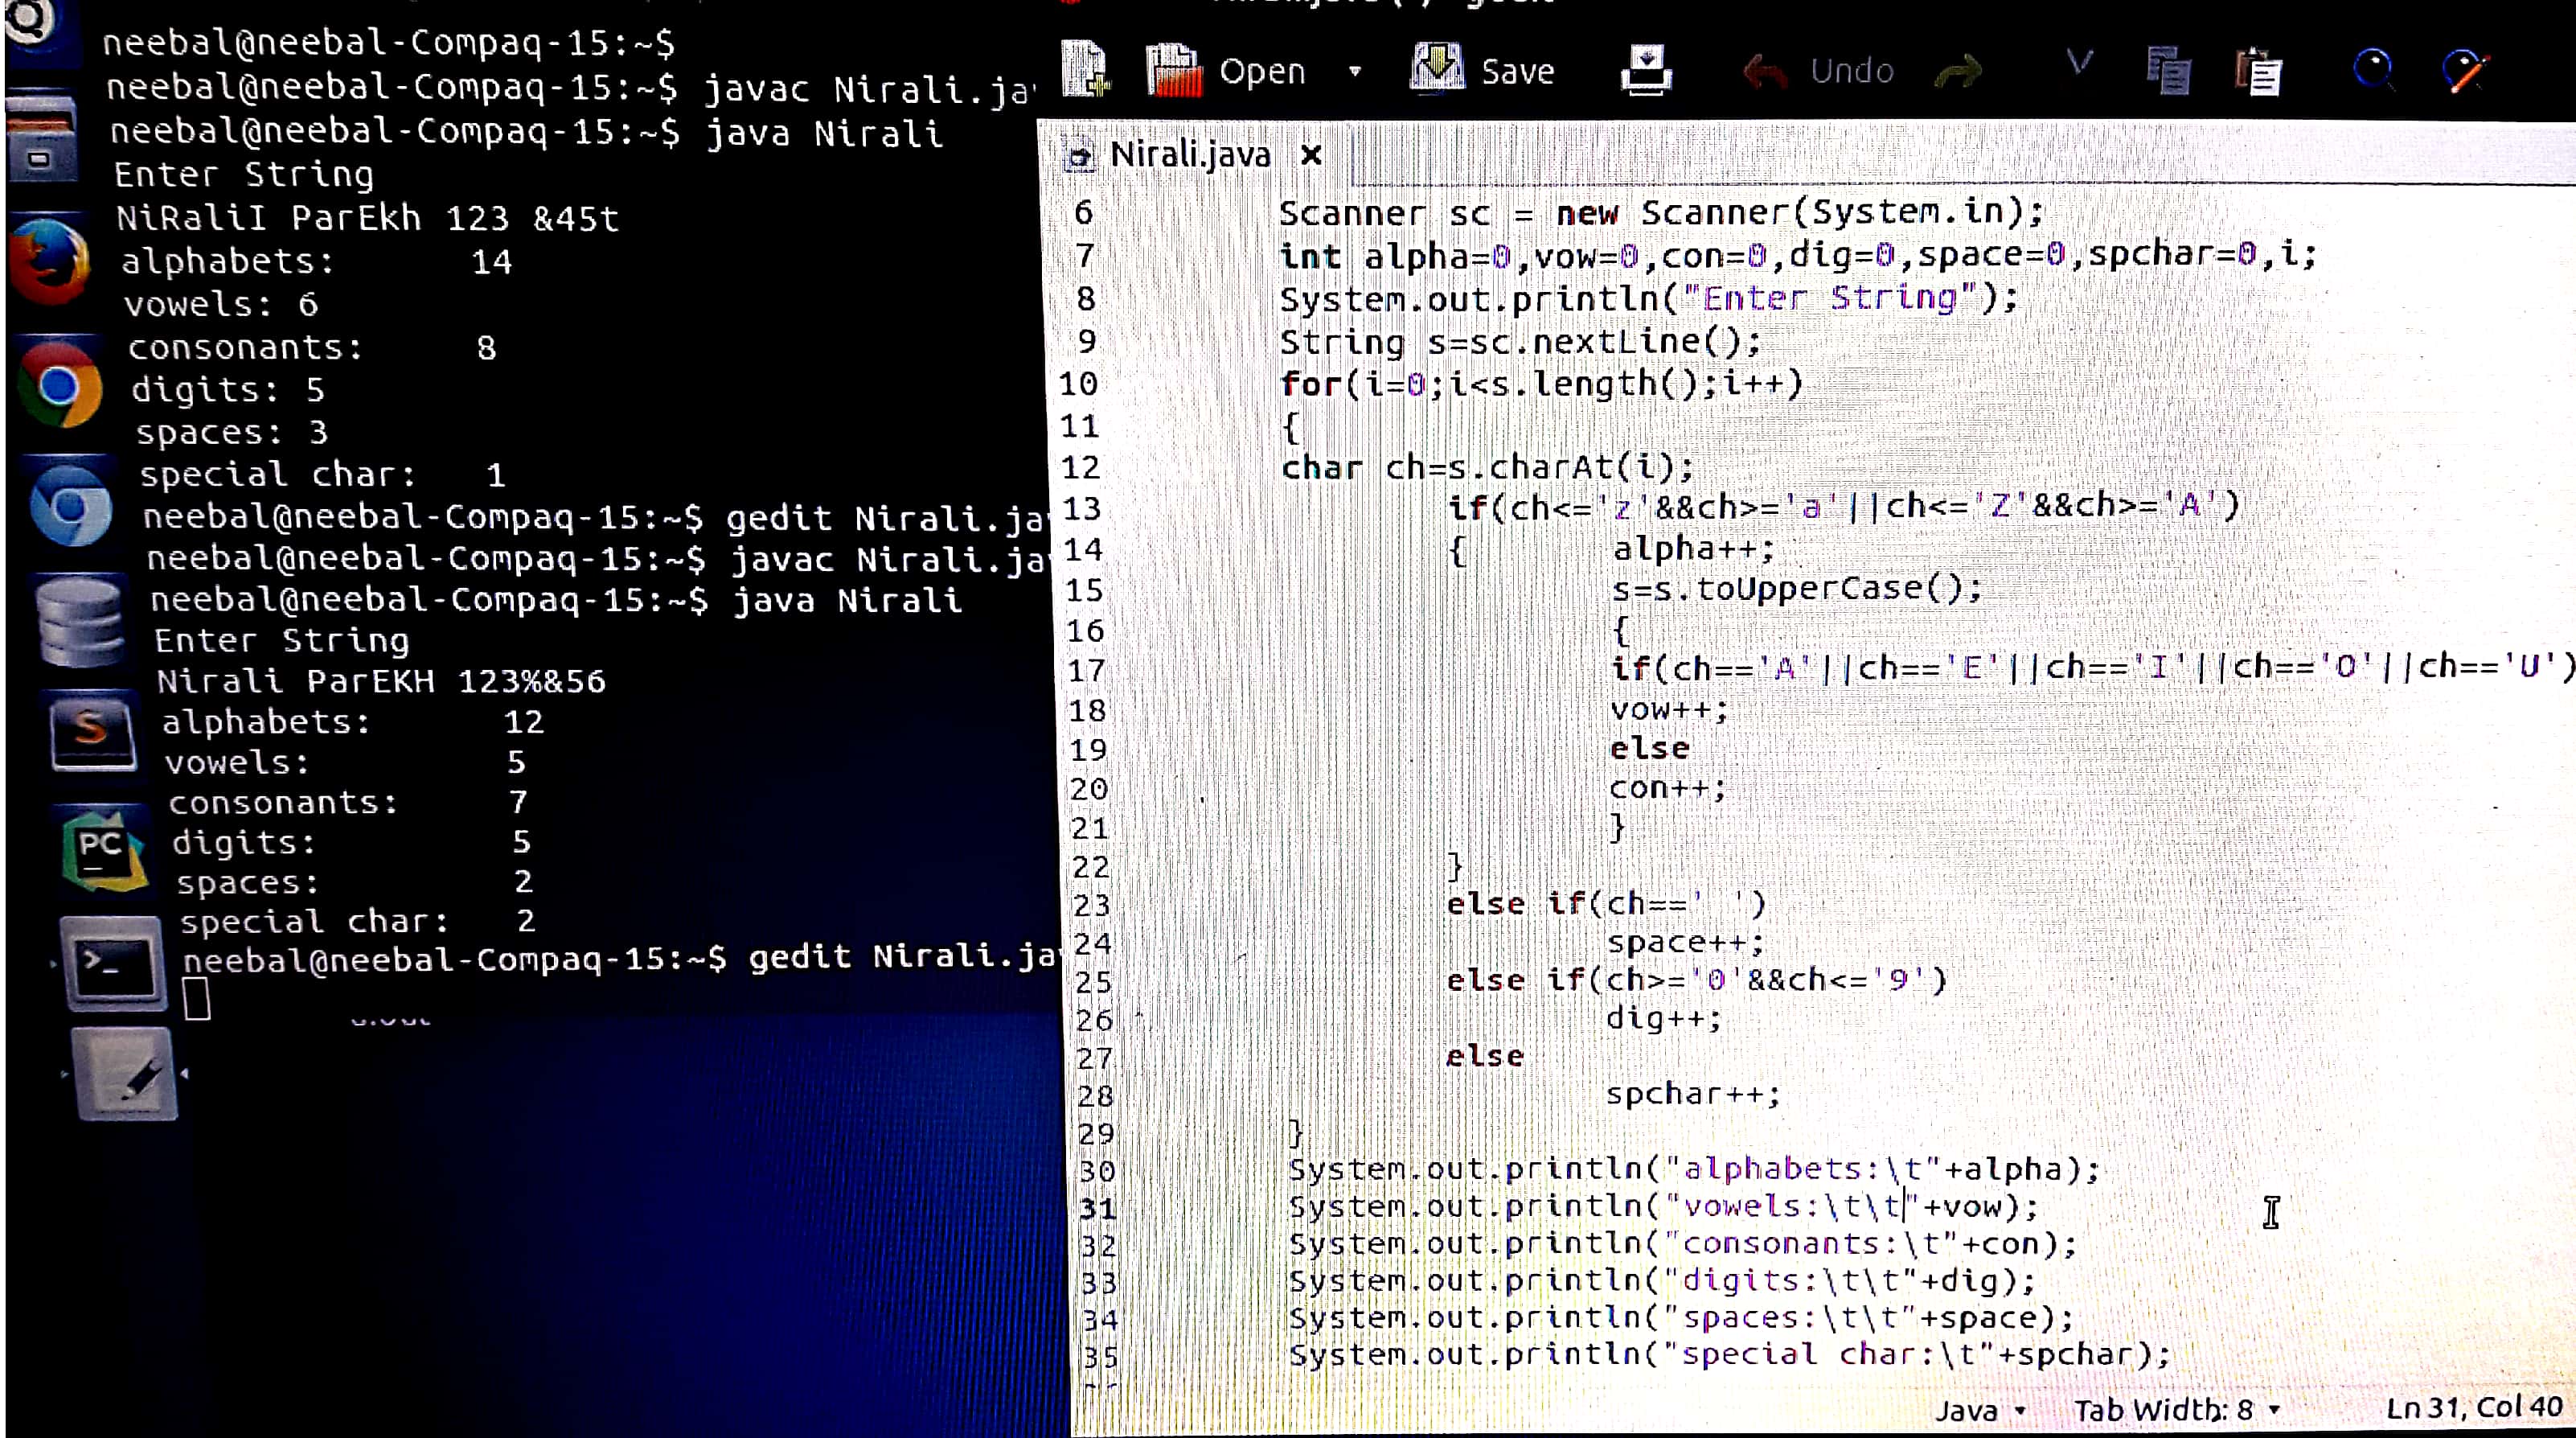 neebal@neebal-Compaq-15:~$
neebal@neebal-Compaq-15:~$ javac Nirali.ja
neebal@neebal-Compaq-15:~$ java Nirali
Enter String
NiRaliI ParEkh 123 &45t
alphabets: 14
vowels: 6
consonants: 8
digits: 5
spaces: 3
special char: 1
neebal@neebal-Compaq-15:~$ gedit Nirali.ja
neebal@neebal-Compaq-15:~$ javac Nirali.ja
neebal@neebal-Compaq-15:~$ java Nirali
Enter String
Nirali ParEKH 123%&56
alphabets: 12
vowels: 5
consonants: 7
digits: 5
spaces: 2
special char: 2
neebal@neebal-Compaq-15:~$ gedit Nirali.ja
S
PC
>_
Open Save Undo
Nirali.java x
6 Scanner sc = new Scanner(System.in);
7 int alpha=0,vow=0,con=0,dig=0,space=0,spchar=0,i;
8 System.out.println("Enter String");
9 String s=sc.nextLine();
10 for(i=0;i<s.length();i++)
11 {
12 char ch=s.charAt(i);
13 if(ch<='z'&&ch>='a'||ch<='Z'&&ch>='A')
14 { alpha++;
15 s=s.toUpperCase();
16 {
17 if(ch=='A'||ch=='E'||ch=='I'||ch=='O'||ch=='U')
18 vow++;
19 else
20 con++;
21 }
22 }
23 else if(ch==' ')
24 space++;
25 else if(ch>='0'&&ch<='9')
26 dig++;
27 else
28 spchar++;
29 }
30 System.out.println("alphabets:\t"+alpha);
31 System.out.println("vowels:\t\t"+vow);
32 System.out.println("consonants:\t"+con);
33 System.out.println("digits:\t\t"+dig);
34 System.out.println("spaces:\t\t"+space);
35 System.out.println("special char:\t"+spchar);
Java Tab Width: 8 Ln 31, Col 40